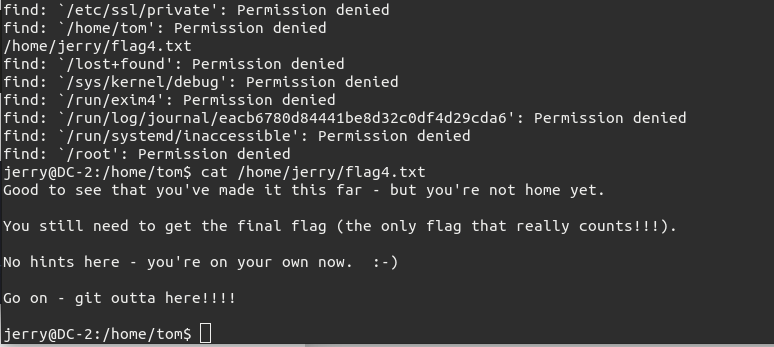 find: `/etc/ssl/private': Permission denied
find: `/home/tom': Permission denied
/home/jerry/flag4.txt
find: `/lost+found': Permission denied
find: `/sys/kernel/debug': Permission denied
find: `/run/exim4': Permission denied
find: `/run/log/journal/eacb6780d84441be8d32c0df4d29cda6': Permission denied
find: `/run/systemd/inaccessible': Permission denied
find: `/root': Permission denied
jerry@DC-2:/home/tom$ cat /home/jerry/flag4.txt
Good to see that you've made it this far - but you're not home yet.
You still need to get the final flag (the only flag that really counts!!!).
No hints here - you're on your own now.  :-)
Go on - git outta here!!!!
jerry@DC-2:/home/tom$